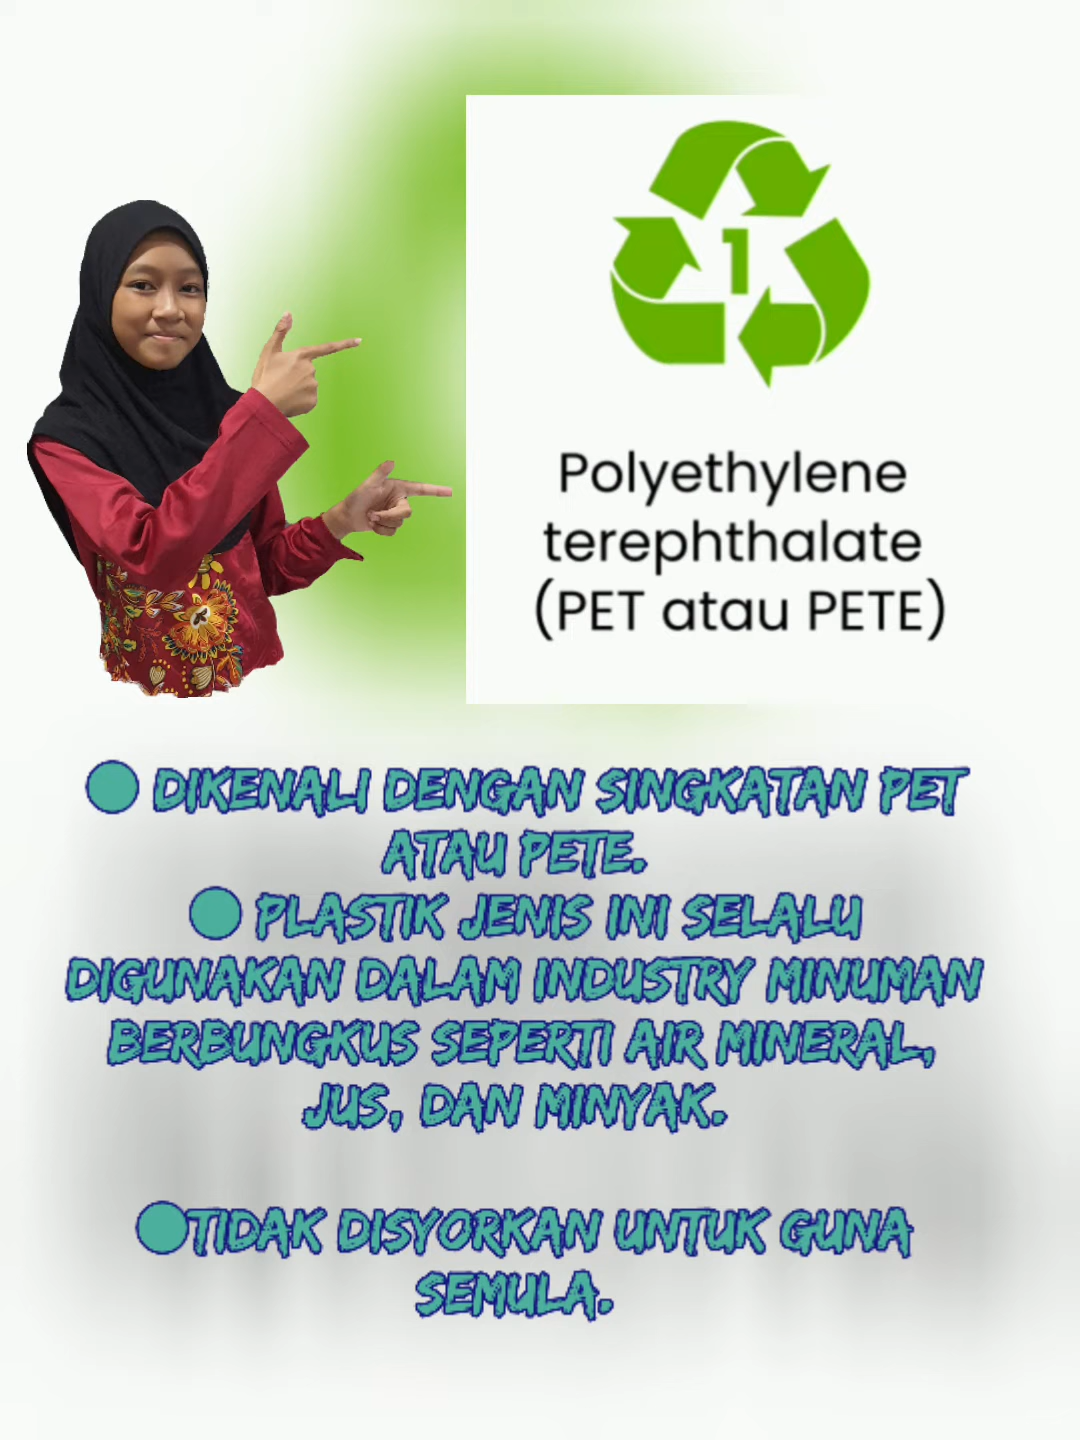 1
Polyethylene
terephthalate
(PET atau PETE)
● DIKENALI DENGAN SINGKATAN PET
ATAU PETE.
● PLASTIK JENIS INI SELALU
DIGUNAKAN DALAM INDUSTRY MINUMAN
BERBUNGKUS SEPERTI AIR MINERAL,
JUS, DAN MINYAK.
●TIDAK DISYORKAN UNTUK GUNA
SEMULA.